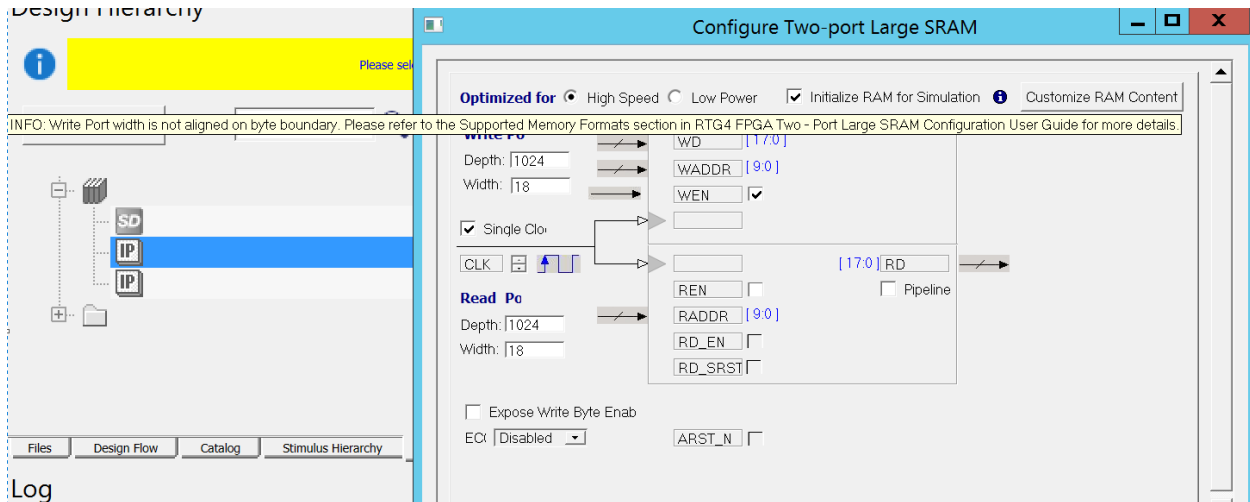 Design Hierarchy
Configure Two-port Large SRAM
X
Please sele
Optimized for High Speed Low Power Initialize RAM for Simulation Customize RAM Content
INFO: Write Port width is not aligned on byte boundary. Please refer to the Supported Memory Formats section in RTG4 FPGA Two - Port Large SRAM Configuration User Guide for more details.
Write Po
WD [17:0]
Depth: 1024
WADDR [9:0]
Width: 18
WEN
Single Clo
CLK
[17:0] RD
REN
Pipeline
Read Po
RADDR [9:0]
Depth: 1024
RD_EN
Width: 18
RD_SRST
Expose Write Byte Enab
EC Disabled
ARST_N
SD
IP
IP
Files Design Flow Catalog Stimulus Hierarchy
Log